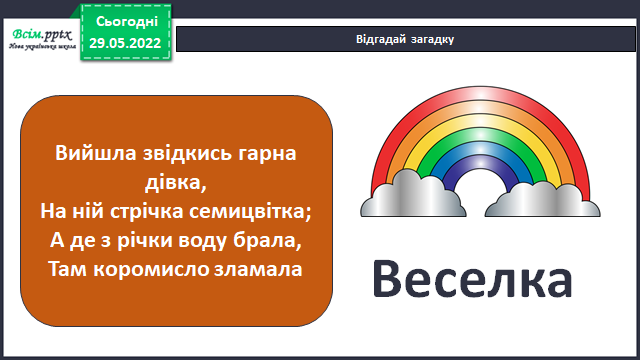 Всім.pptx
Нова українська школа
Сьогодні
29.05.2022
Відгадай загадку
Вийшла звідкись гарна
дівка,
На ній стрічка семицвітка;
А де з річки воду брала,
Там коромисло зламала
Веселка